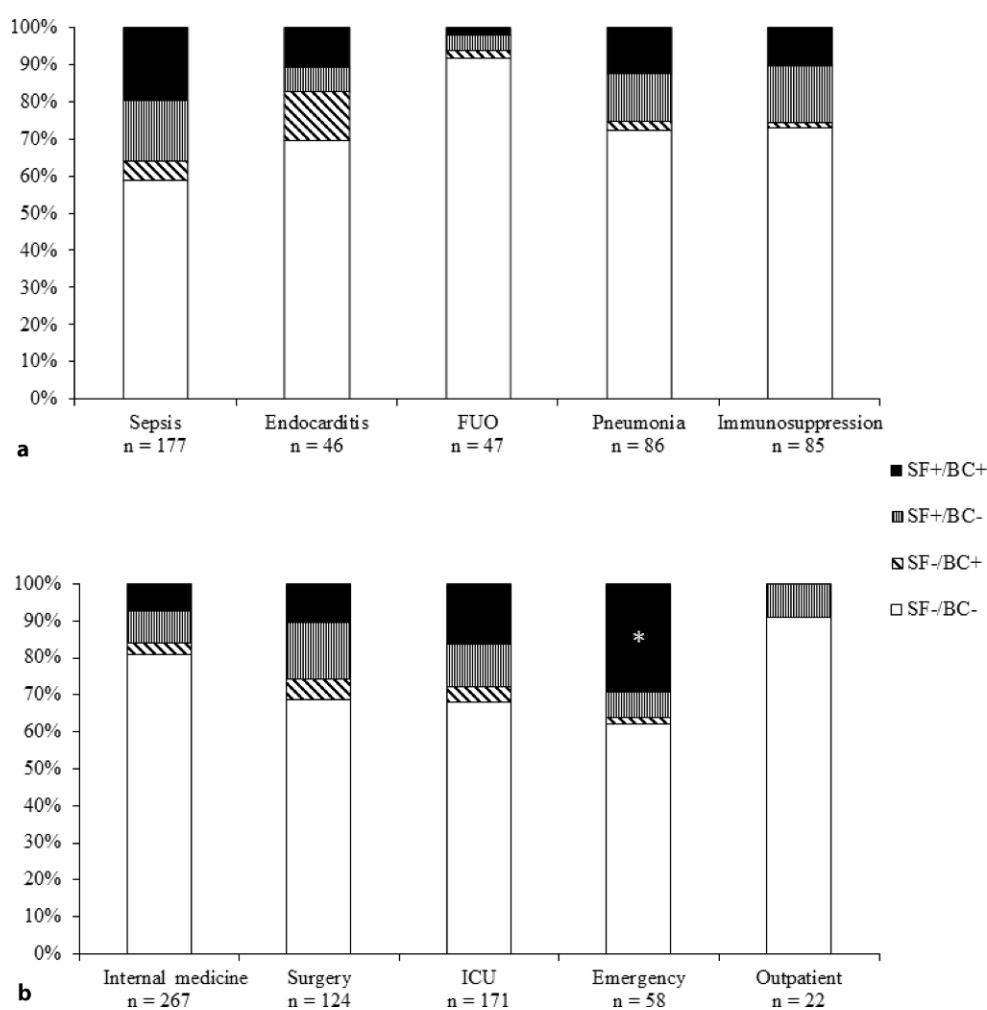 100%
90%
80%
70%
60%
50%
40%
30%
20%
10%
0%
Sepsis Endocarditis FUO Pneumonia Immunosuppression
n = 177 n = 46 n = 47 n = 86 n = 85
a
SF+/BC+
SF+/BC-
SF-/BC+
SF-/BC-
100%
90%
80%
70%
60%
50%
40%
30%
20%
10%
0%
*
Internal medicine Surgery ICU Emergency Outpatient
n = 267 n = 124 n = 171 n = 58 n = 22
b